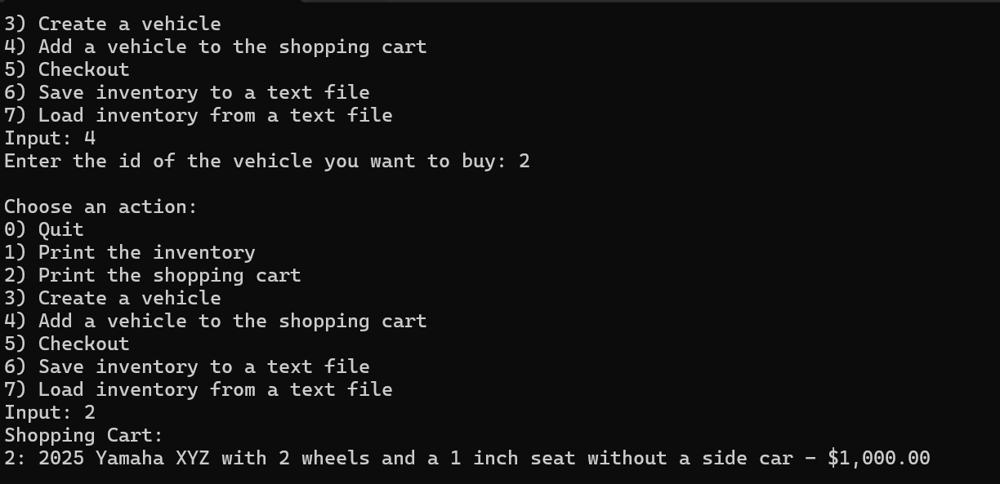 3) Create a vehicle
4) Add a vehicle to the shopping cart
5) Checkout
6) Save inventory to a text file
7) Load inventory from a text file
Input: 4
Enter the id of the vehicle you want to buy: 2

Choose an action:
0) Quit
1) Print the inventory
2) Print the shopping cart
3) Create a vehicle
4) Add a vehicle to the shopping cart
5) Checkout
6) Save inventory to a text file
7) Load inventory from a text file
Input: 2
Shopping Cart:
2: 2025 Yamaha XYZ with 2 wheels and a 1 inch seat without a side car - $1,000.00